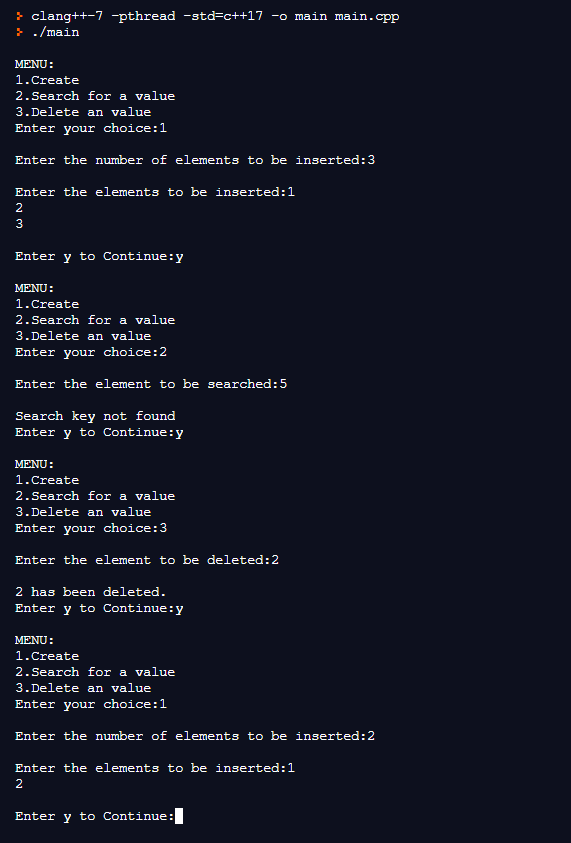 clang++-7 -pthread -std=c++17 -o main main.cpp
./main
MENU:
1.Create
2.Search for a value
3.Delete an value
Enter your choice:1
Enter the number of elements to be inserted:3
Enter the elements to be inserted:1
2
3
Enter y to Continue:y
MENU:
1.Create
2.Search for a value
3.Delete an value
Enter your choice:2
Enter the element to be searched:5
Search key not found
Enter y to Continue:y
MENU:
1.Create
2.Search for a value
3.Delete an value
Enter your choice:3
Enter the element to be deleted:2
2 has been deleted.
Enter y to Continue:y
MENU:
1.Create
2.Search for a value
3.Delete an value
Enter your choice:1
Enter the number of elements to be inserted:2
Enter the elements to be inserted:1
2
Enter y to Continue: